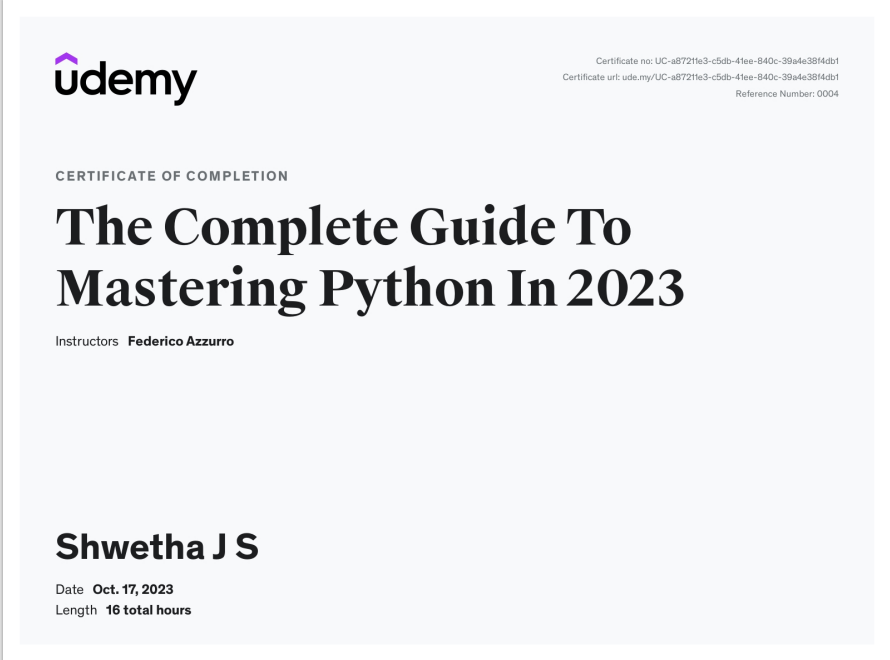 udemy
Certificate no: UC-a87211e3-c5db-41ee-840c-39a4e38f4db1
Certificate url: ude.my/UC-a87211e3-c5db-41ee-840c-39a4e38f4db1
Reference Number: 0004
CERTIFICATE OF COMPLETION
The Complete Guide To
Mastering Python In 2023
Instructors Federico Azzurro
Shwetha J S
Date Oct. 17, 2023
Length 16 total hours